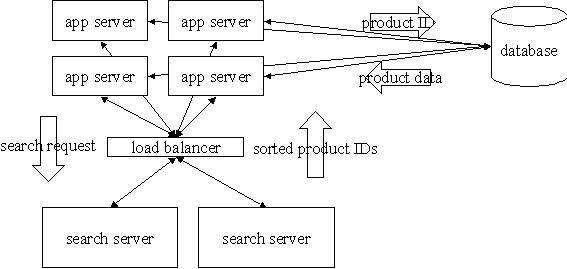 app server
app server
product II
database
app server
app server
product data
search request
load balancer
sorted product IDs
search server
search server